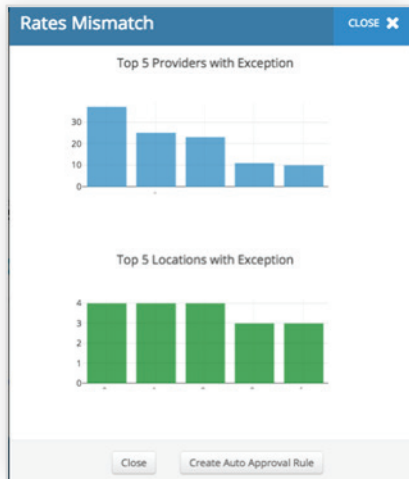 Rates Mismatch
CLOSE ✖
Top 5 Providers with Exception
30
20
10
0
Top 5 Locations with Exception
4
3
2
1
0
Close
Create Auto Approval Rule